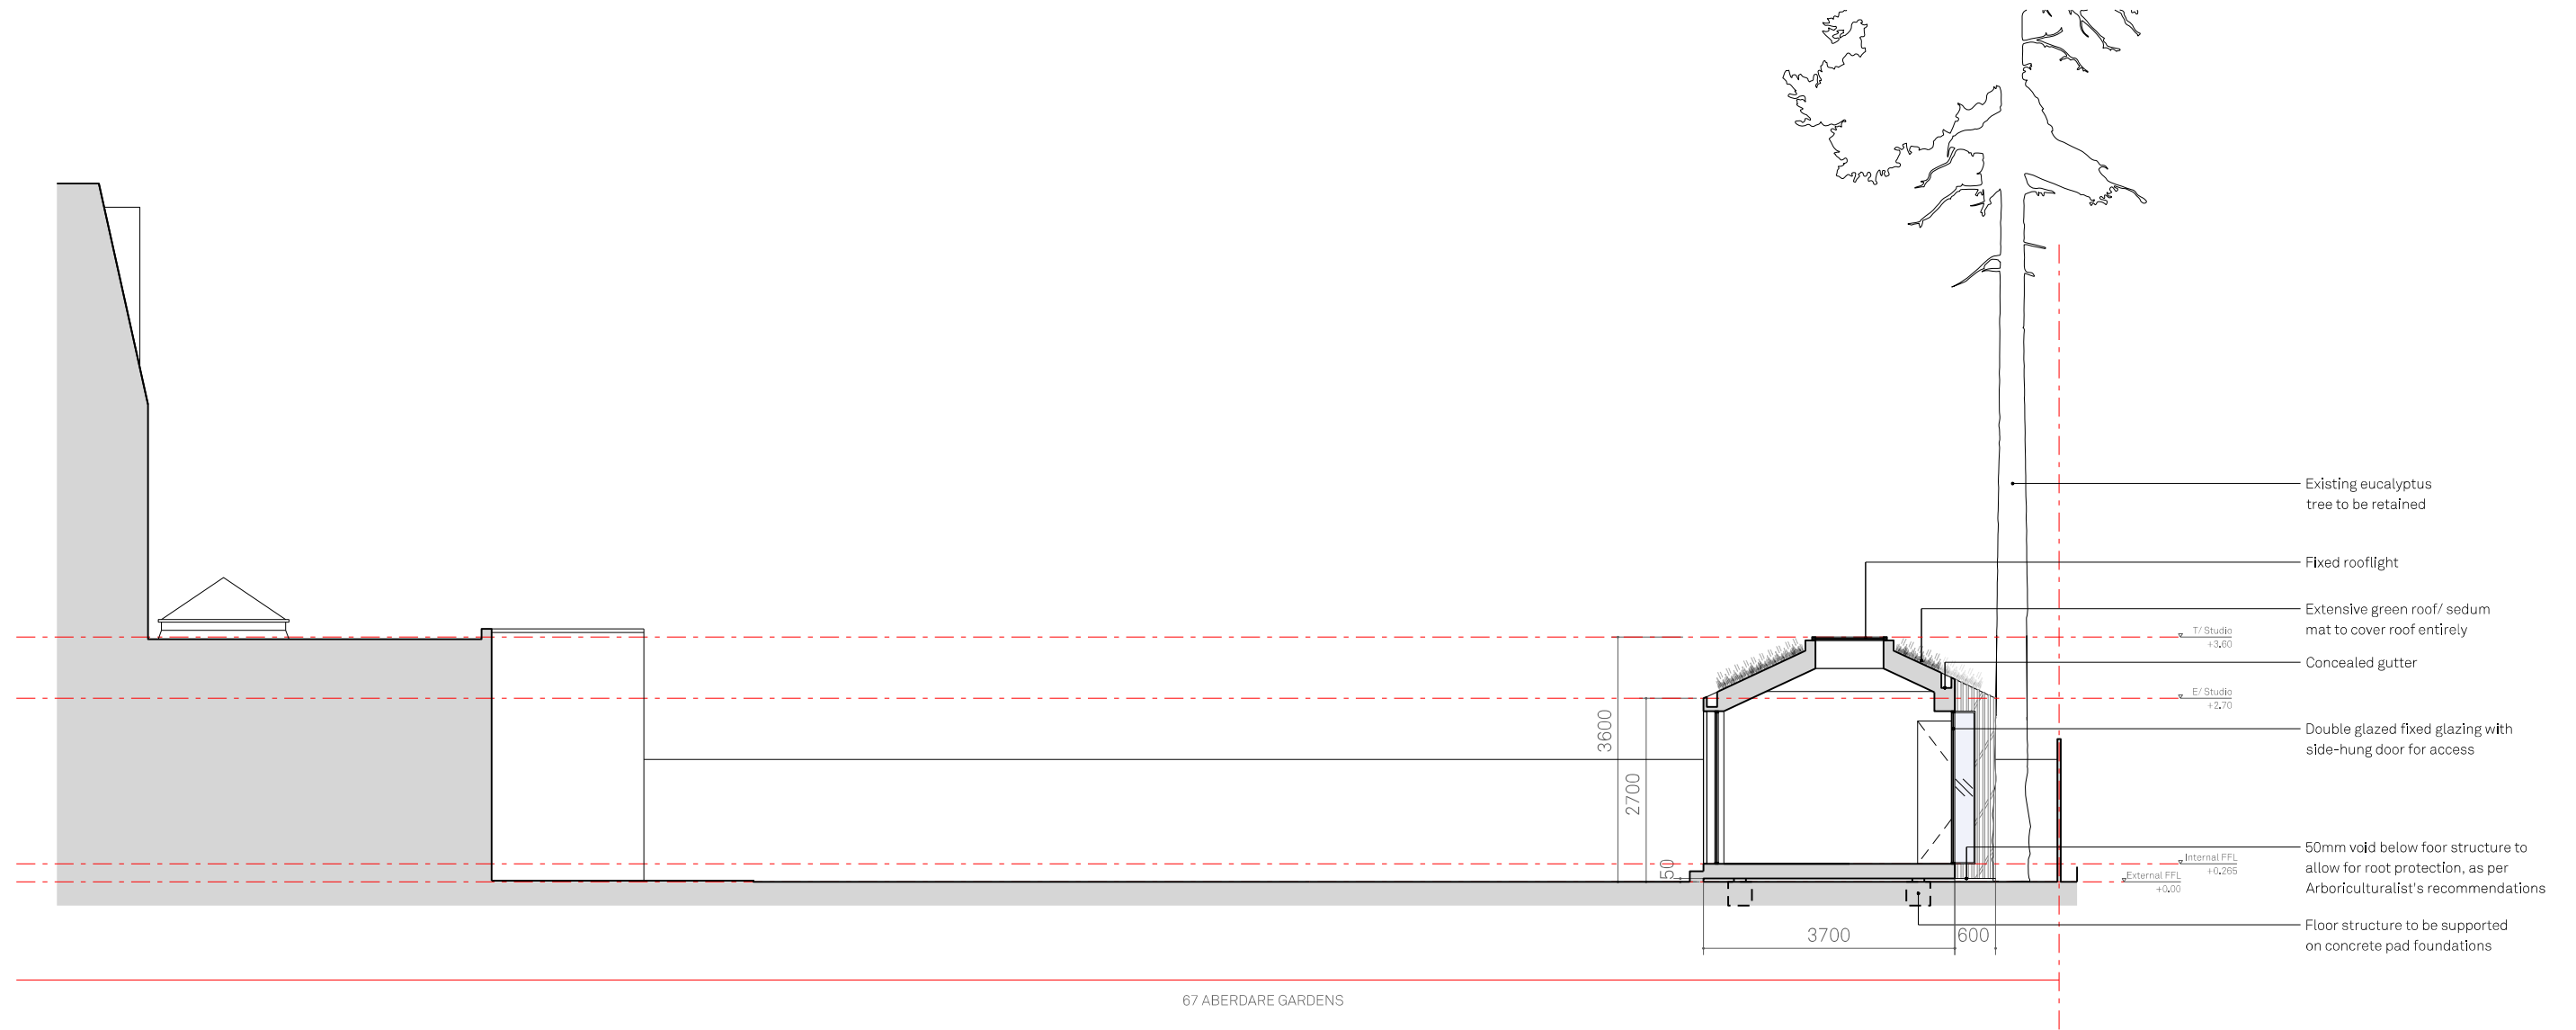 Existing eucalyptus
tree to be retained
Fixed rooflight
Extensive green roof/ sedum
mat to cover roof entirely
T/ Studio
+3.60
Concealed gutter
E/ Studio
+2.70
3600
Double glazed fixed glazing with
side-hung door for access
2700
50
50mm void below foor structure to
allow for root protection, as per
Arboriculturalist's recommendations
Internal FFL
+0.265
External FFL
+0.00
Floor structure to be supported
on concrete pad foundations
3700
600
67 ABERDARE GARDENS